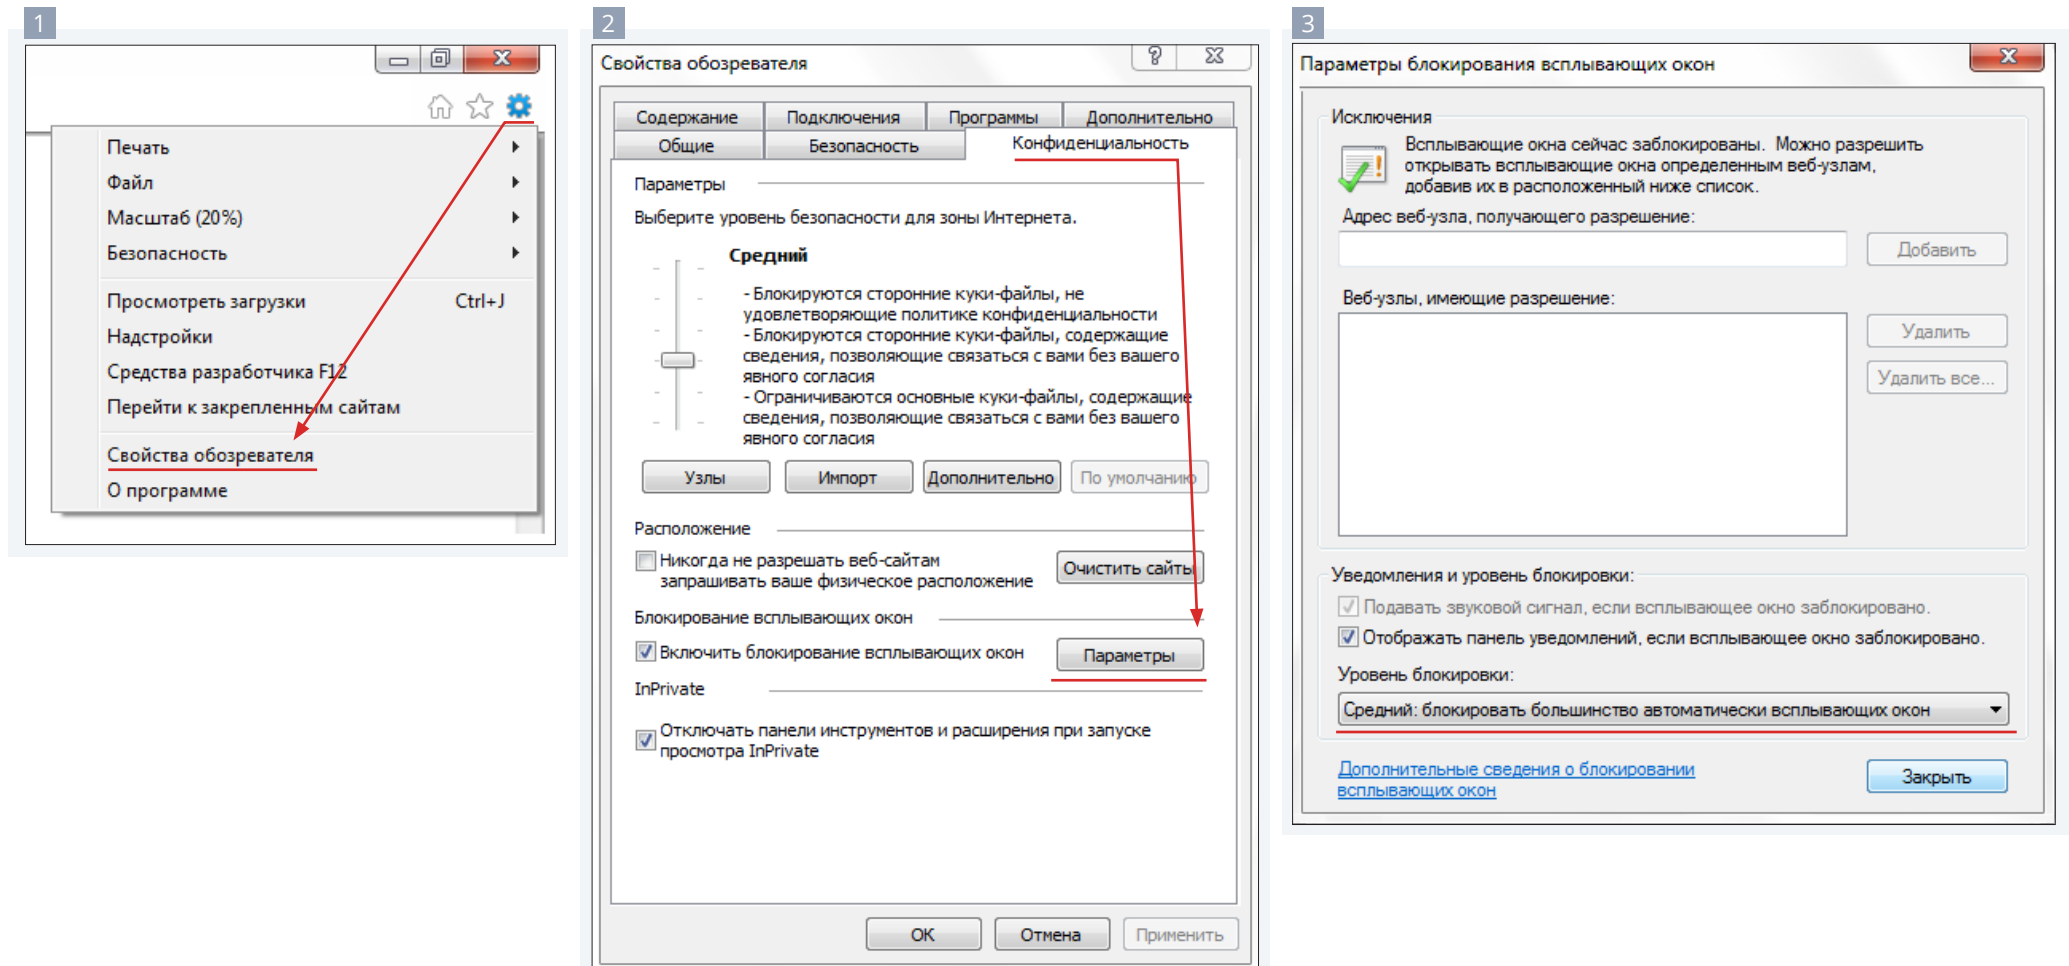 1
Печать
Файл
Масштаб (20%)
Безопасность
Просмотреть загрузки Ctrl+J
Надстройки
Средства разработчика F12
Перейти к закрепленным сайтам
Свойства обозревателя
О программе
2
Свойства обозревателя
Содержание Подключения Программы Дополнительно
Общие Безопасность Конфиденциальность
Параметры
Выберите уровень безопасности для зоны Интернета.
Средний
- Блокируются сторонние куки-файлы, не
удовлетворяющие политике конфиденциальности
- Блокируются сторонние куки-файлы, содержащие
сведения, позволяющие связаться с вами без вашего
явного согласия
- Ограничиваются основные куки-файлы, содержащие
сведения, позволяющие связаться с вами без вашего
явного согласия
Узлы Импорт Дополнительно По умолчанию
Расположение
Никогда не разрешать веб-сайтам
запрашивать ваше физическое расположение
Очистить сайты
Блокирование всплывающих окон
Включить блокирование всплывающих окон Параметры
InPrivate
Отключать панели инструментов и расширения при запуске
просмотра InPrivate
ОК Отмена Применить
3
Параметры блокирования всплывающих окон
Исключения
Всплывающие окна сейчас заблокированы. Можно разрешить
открывать всплывающие окна определенным веб-узлам,
добавив их в расположенный ниже список.
Адрес веб-узла, получающего разрешение:
Добавить
Веб-узлы, имеющие разрешение:
Удалить
Удалить все...
Уведомления и уровень блокировки:
Подавать звуковой сигнал, если всплывающее окно заблокировано.
Отображать панель уведомлений, если всплывающее окно заблокировано.
Уровень блокировки:
Средний: блокировать большинство автоматически всплывающих окон
Дополнительные сведения о блокировании
всплывающих окон
Закрыть